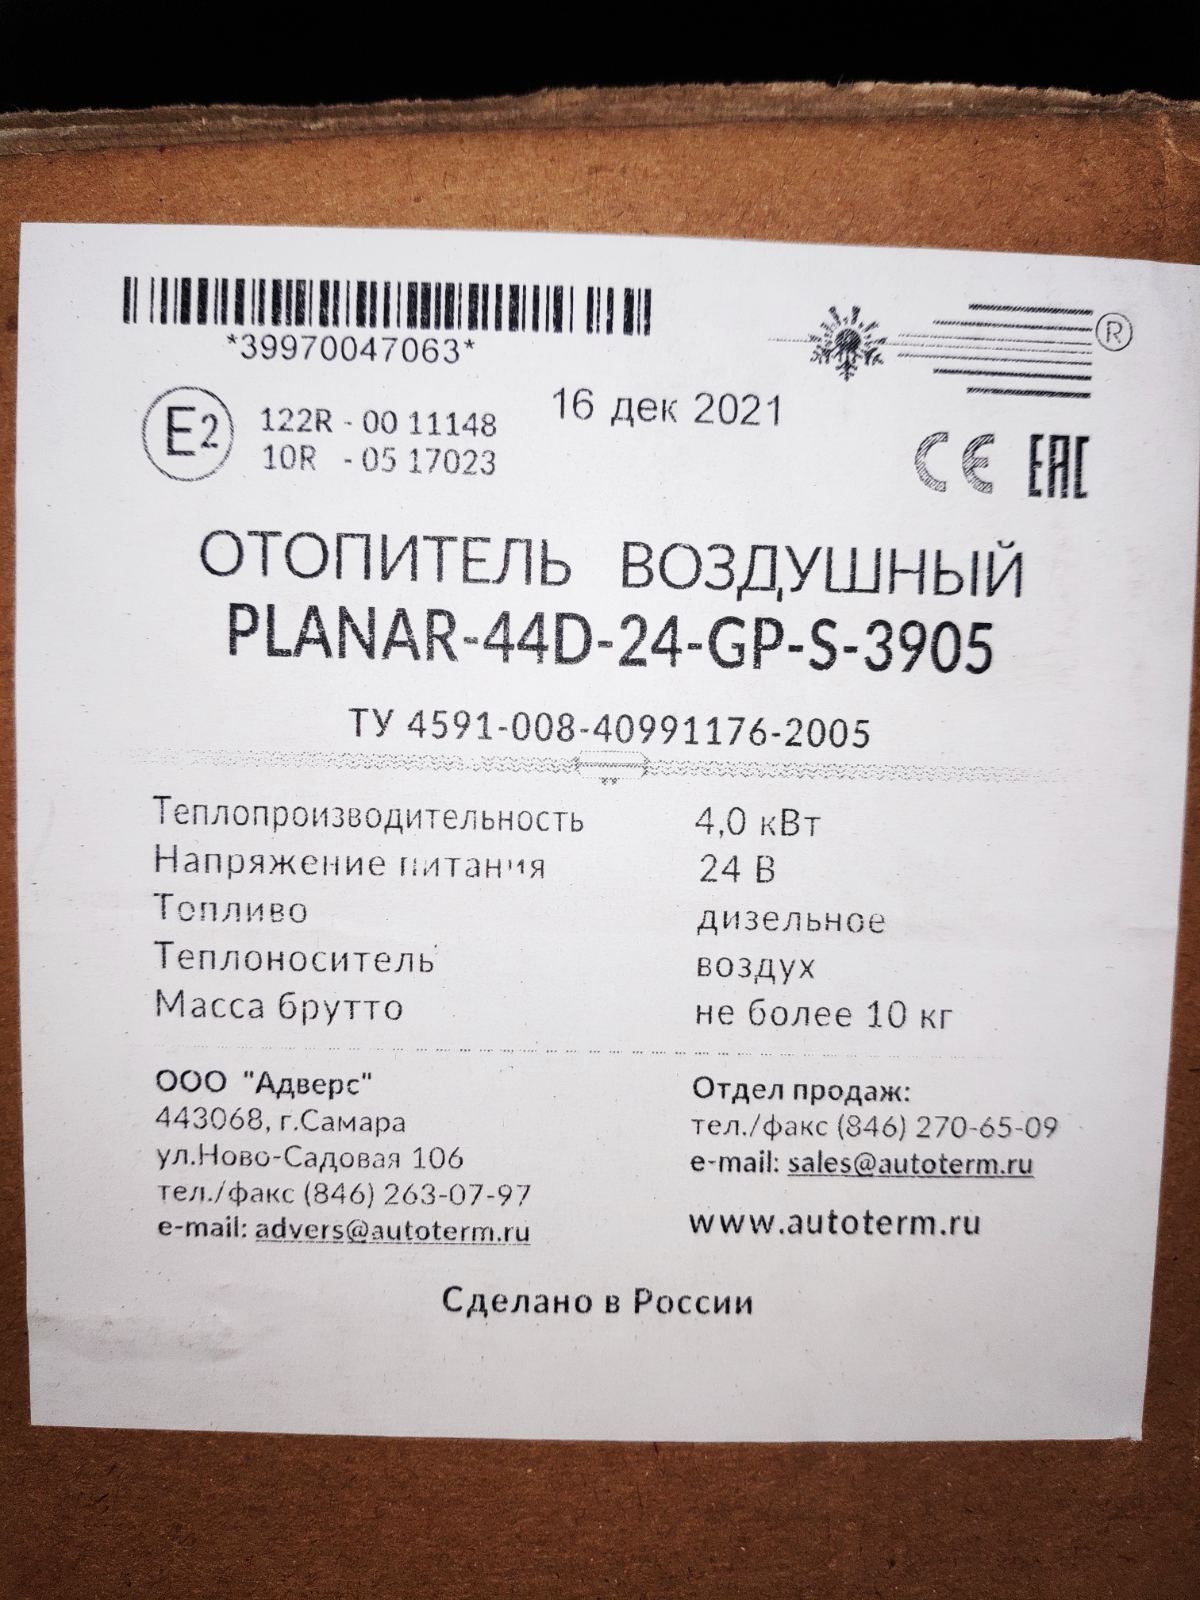 *39970047063*
®
E2
122R - 00 11148
10R - 05 17023
16 дек 2021
CE EAC
ОТОПИТЕЛЬ ВОЗДУШНЫЙ
PLANAR-44D-24-GP-S-3905
ТУ 4591-008-40991176-2005
Теплопроизводительность 4,0 кВт
Напряжение питания 24 В
Топливо дизельное
Теплоноситель воздух
Масса брутто не более 10 кг
ООО "Адверс"
443068, г.Самара
ул.Ново-Садовая 106
тел./факс (846) 263-07-97
e-mail: advers@autoterm.ru
Отдел продаж:
тел./факс (846) 270-65-09
e-mail: sales@autoterm.ru
www.autoterm.ru
Сделано в России